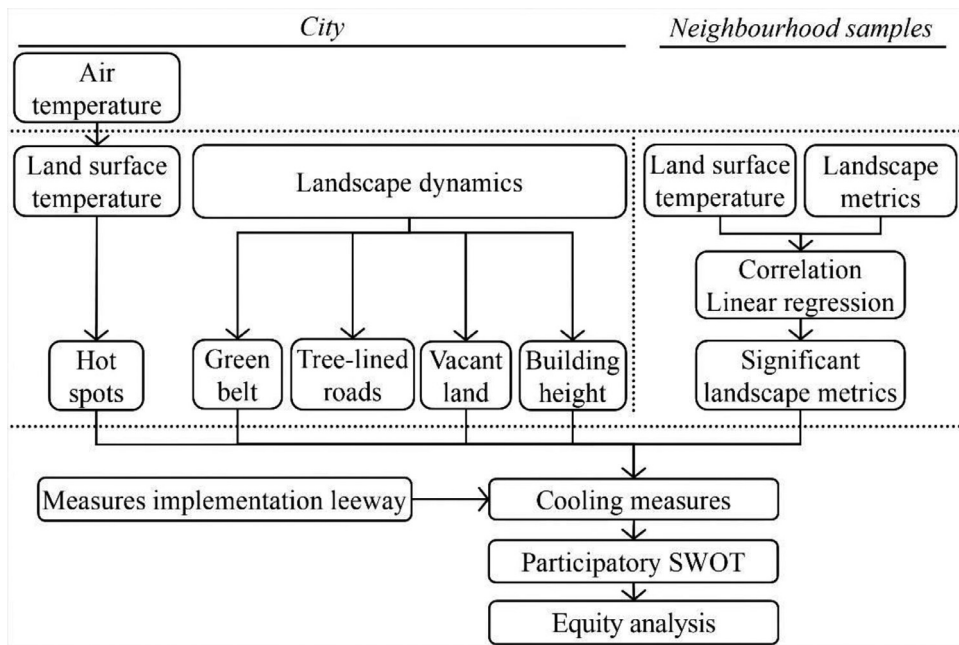 City
Neighbourhood samples
Air
temperature
Land surface
temperature
Landscape dynamics
Land surface
temperature
Landscape
metrics
Correlation
Linear regression
Hot
spots
Green
belt
Tree-lined
roads
Vacant
land
Building
height
Significant
landscape metrics
Measures implementation leeway
Cooling measures
Participatory SWOT
Equity analysis